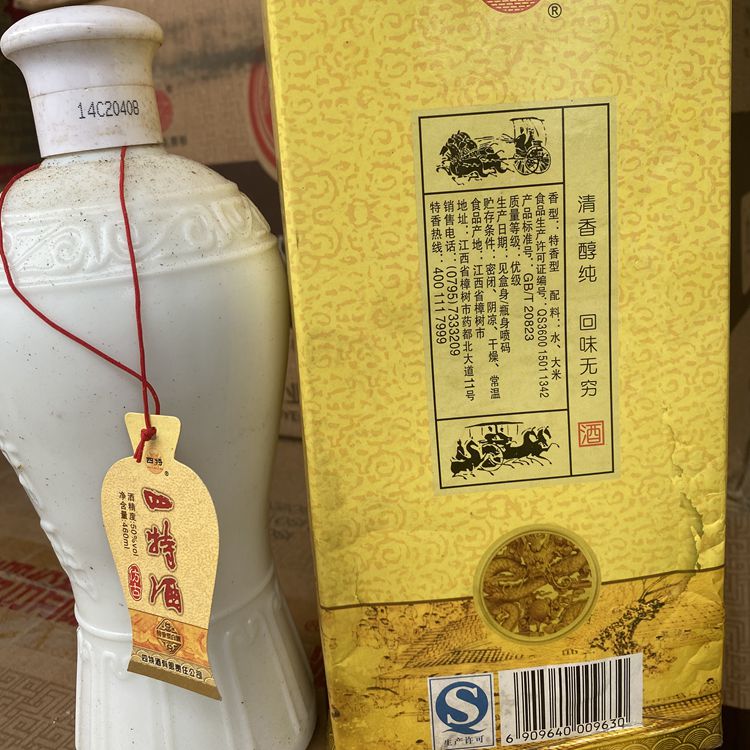 14C20408
四特
®
酒精度:50%vol
净含量:460ml
四特酒
四特酒有限责任公司
®
清香醇纯 回味无穷
酒
香型:特香型 配料:水、大米
食品生产许可证编号:QS3600 1501 1342
产品标准号:GB/T 20823
质量等级:优级
生产日期:见盒身/瓶身喷码
贮存条件:密闭、阴凉、干燥、常温
食品产地:江西省樟树市
地址:江西省樟树市药都北大道11号
销售电话:(0795)7333209
特香热线:400 111 7999
生产许可
6 909640 009630